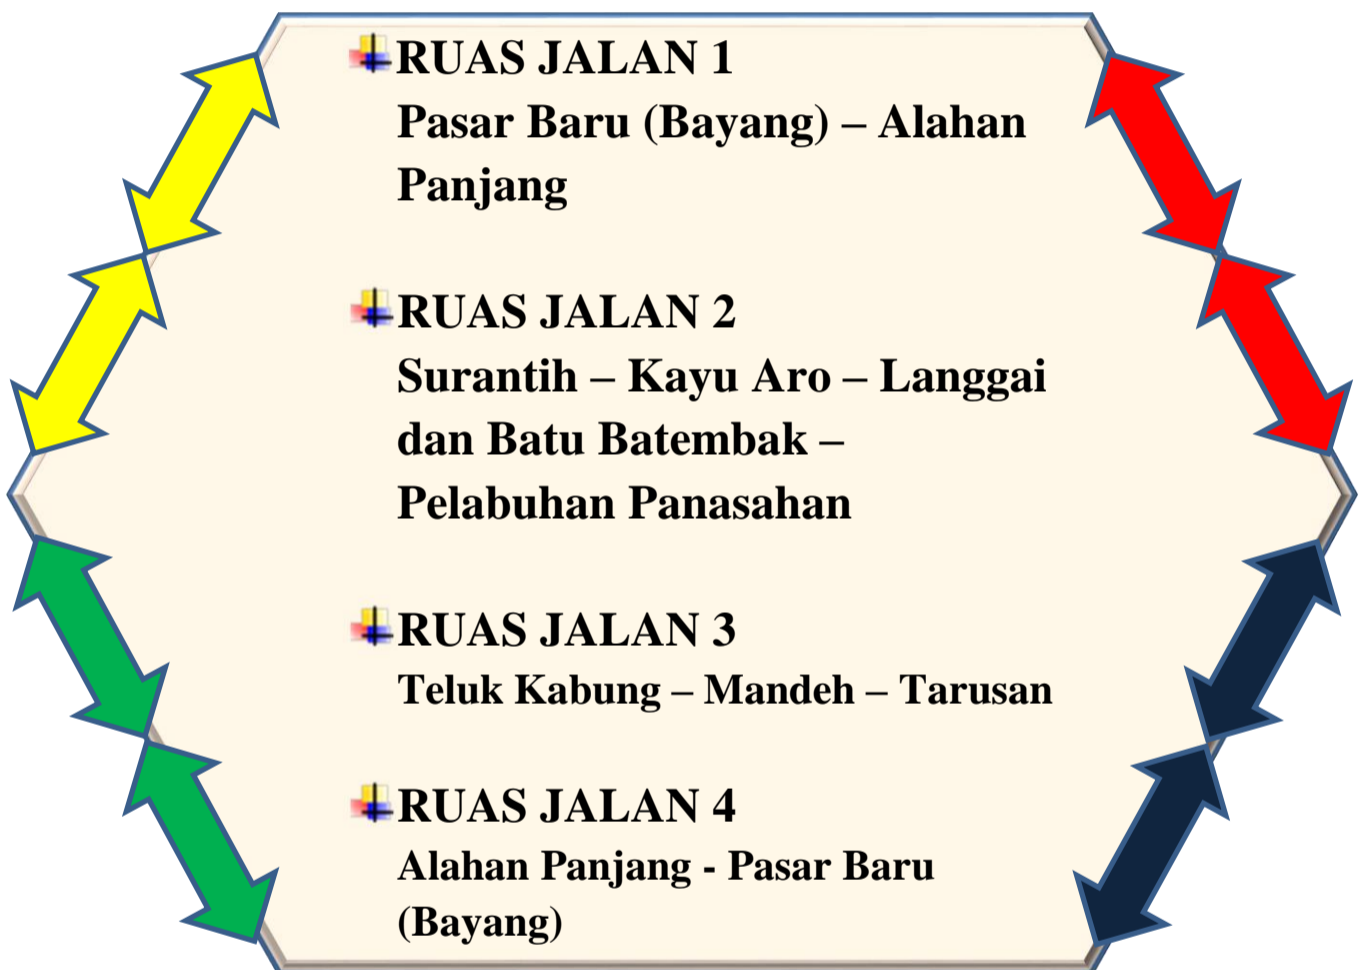 RUAS JALAN 1
Pasar Baru (Bayang) – Alahan
Panjang
RUAS JALAN 2
Surantih – Kayu Aro – Langgai
dan Batu Batembak –
Pelabuhan Panasahan
RUAS JALAN 3
Teluk Kabung – Mandeh – Tarusan
RUAS JALAN 4
Alahan Panjang - Pasar Baru
(Bayang)